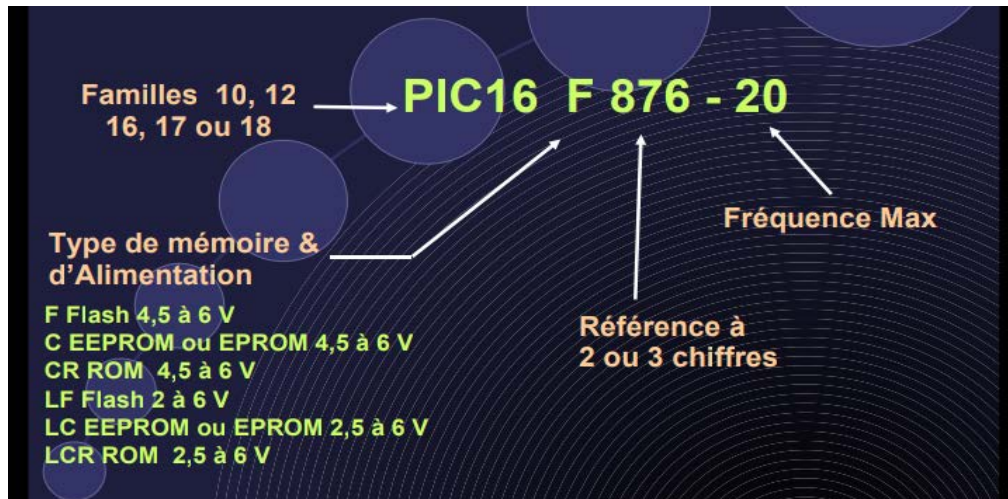 Familles 10, 12
16, 17 ou 18
PIC16 F 876 - 20
Type de mémoire &
d'Alimentation
F Flash 4,5 à 6 V
C EEPROM ou EPROM 4,5 à 6 V
CR ROM 4,5 à 6 V
LF Flash 2 à 6 V
LC EEPROM ou EPROM 2,5 à 6 V
LCR ROM 2,5 à 6 V
Référence à
2 ou 3 chiffres
Fréquence Max